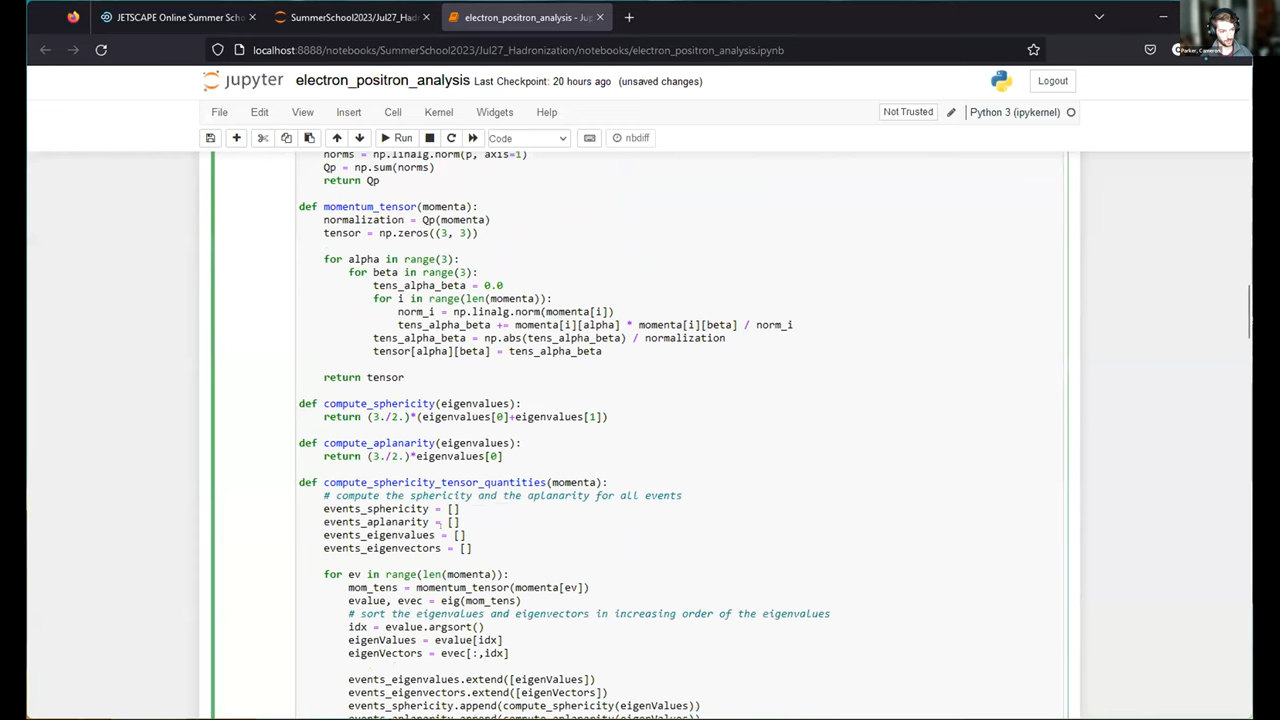 JETSCAPE Online Summer Sch
SummerSchool2023/Jul27_Hadr
electron_positron_analysis - Jup
localhost:8888/notebooks/SummerSchool2023/Jul27_Hadronization/notebooks/electron_positron_analysis.ipynb
Parker, Cameron
jupyter electron_positron_analysis Last Checkpoint: 20 hours ago (unsaved changes)
Logout
File Edit View Insert Cell Kernel Widgets Help
Not Trusted Python 3 (ipykernel)
Run Code nbdiff
norms = np.linalg.norm(p, axis=1)
Qp = np.sum(norms)
return Qp
def momentum_tensor(momenta):
normalization = Qp(momenta)
tensor = np.zeros((3, 3))
for alpha in range(3):
for beta in range(3):
tens_alpha_beta = 0.0
for i in range(len(momenta)):
norm_i = np.linalg.norm(momenta[i])
tens_alpha_beta += momenta[i][alpha] * momenta[i][beta] / norm_i
tens_alpha_beta = np.abs(tens_alpha_beta) / normalization
tensor[alpha][beta] = tens_alpha_beta
return tensor
def compute_sphericity(eigenvalues):
return (3./2.)*(eigenvalues[0]+eigenvalues[1])
def compute_aplanarity(eigenvalues):
return (3./2.)*eigenvalues[0]
def compute_sphericity_tensor_quantities(momenta):
# compute the sphericity and the aplanarity for all events
events_sphericity = []
events_aplanarity = []
events_eigenvalues = []
events_eigenvectors = []
for ev in range(len(momenta)):
mom_tens = momentum_tensor(momenta[ev])
evalue, evec = eig(mom_tens)
# sort the eigenvalues and eigenvectors in increasing order of the eigenvalues
idx = evalue.argsort()
eigenValues = evalue[idx]
eigenVectors = evec[:,idx]
events_eigenvalues.extend([eigenValues])
events_eigenvectors.extend([eigenVectors])
events_sphericity.append(compute_sphericity(eigenValues))
events_aplanarity.append(compute_aplanarity(eigenValues))